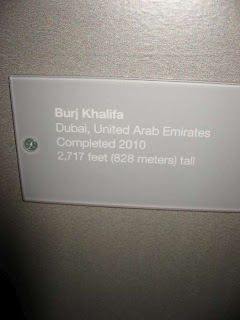 Burj Khalifa
Dubai, United Arab Emirates
Completed 2010
2,717 feet (828 meters) tall